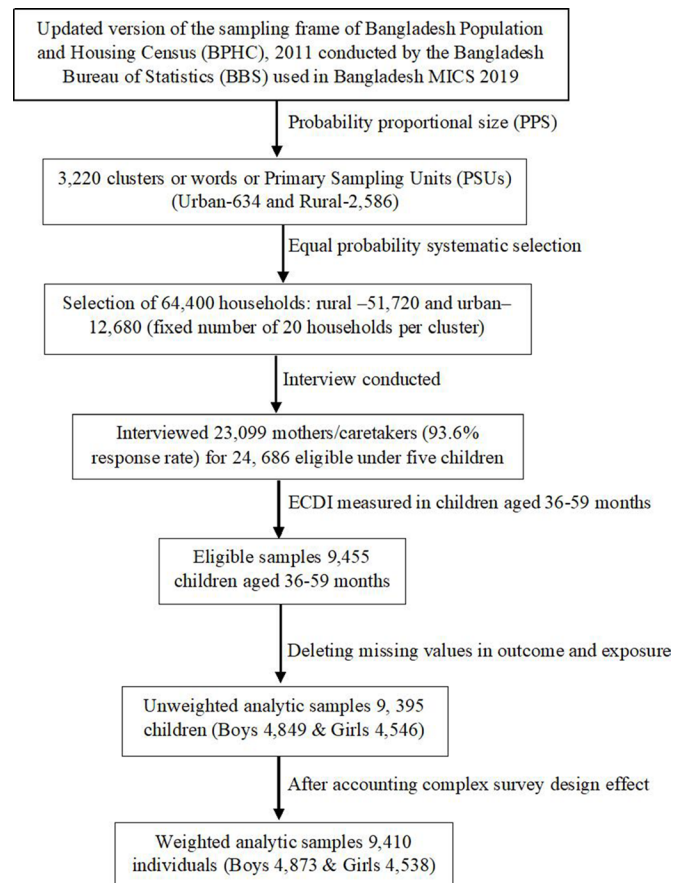 Updated version of the sampling frame of Bangladesh Population
and Housing Census (BPHC), 2011 conducted by the Bangladesh
Bureau of Statistics (BBS) used in Bangladesh MICS 2019
Probability proportional size (PPS)
3,220 clusters or words or Primary Sampling Units (PSUs)
(Urban-634 and Rural-2,586)
Equal probability systematic selection
Selection of 64,400 households: rural –51,720 and urban–
12,680 (fixed number of 20 households per cluster)
Interview conducted
Interviewed 23,099 mothers/caretakers (93.6%
response rate) for 24, 686 eligible under five children
ECDI measured in children aged 36-59 months
Eligible samples 9,455
children aged 36-59 months
Deleting missing values in outcome and exposure
Unweighted analytic samples 9, 395
children (Boys 4,849 & Girls 4,546)
After accounting complex survey design effect
Weighted analytic samples 9,410
individuals (Boys 4,873 & Girls 4,538)